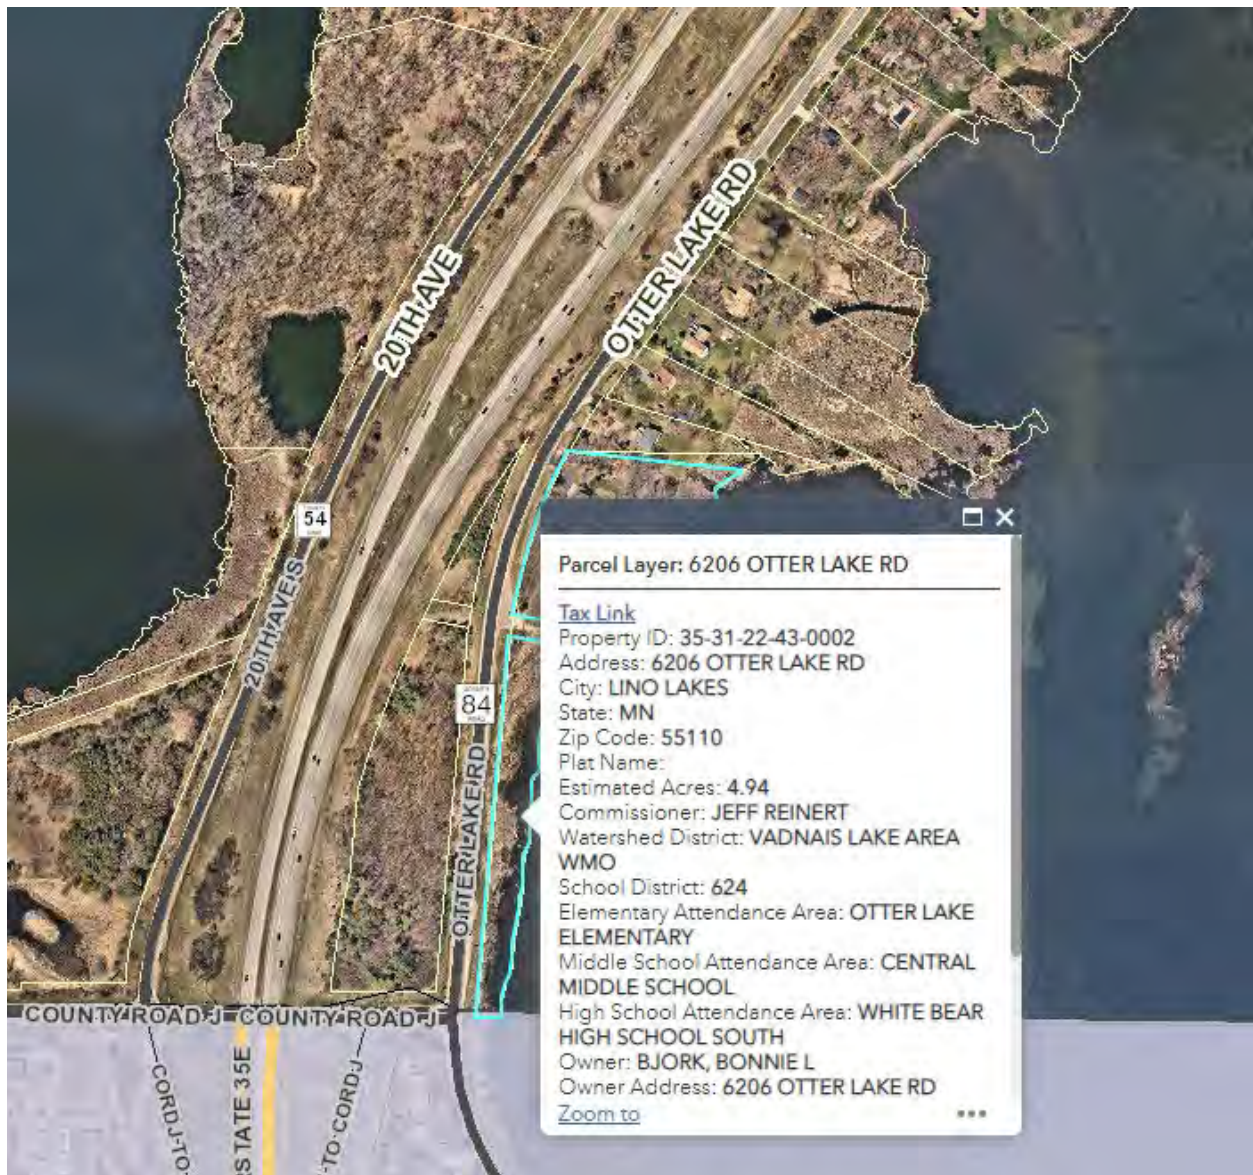 20TH AVE
OTTER LAKE RD
54
20TH AVE S
84
OTTER LAKE RD
Parcel Layer: 6206 OTTER LAKE RD
Tax Link
Property ID: 35-31-22-43-0002
Address: 6206 OTTER LAKE RD
City: LINO LAKES
State: MN
Zip Code: 55110
Plat Name:
Estimated Acres: 4.94
Commissioner: JEFF REINERT
Watershed District: VADNAIS LAKE AREA
WMO
School District: 624
Elementary Attendance Area: OTTER LAKE
ELEMENTARY
Middle School Attendance Area: CENTRAL
MIDDLE SCHOOL
High School Attendance Area: WHITE BEAR
HIGH SCHOOL SOUTH
Owner: BJORK, BONNIE L
Owner Address: 6206 OTTER LAKE RD
Zoom to
COUNTY ROAD J
COUNTY ROAD J
CORD J-TO-
RSTATE 35E
-TO-CORD J